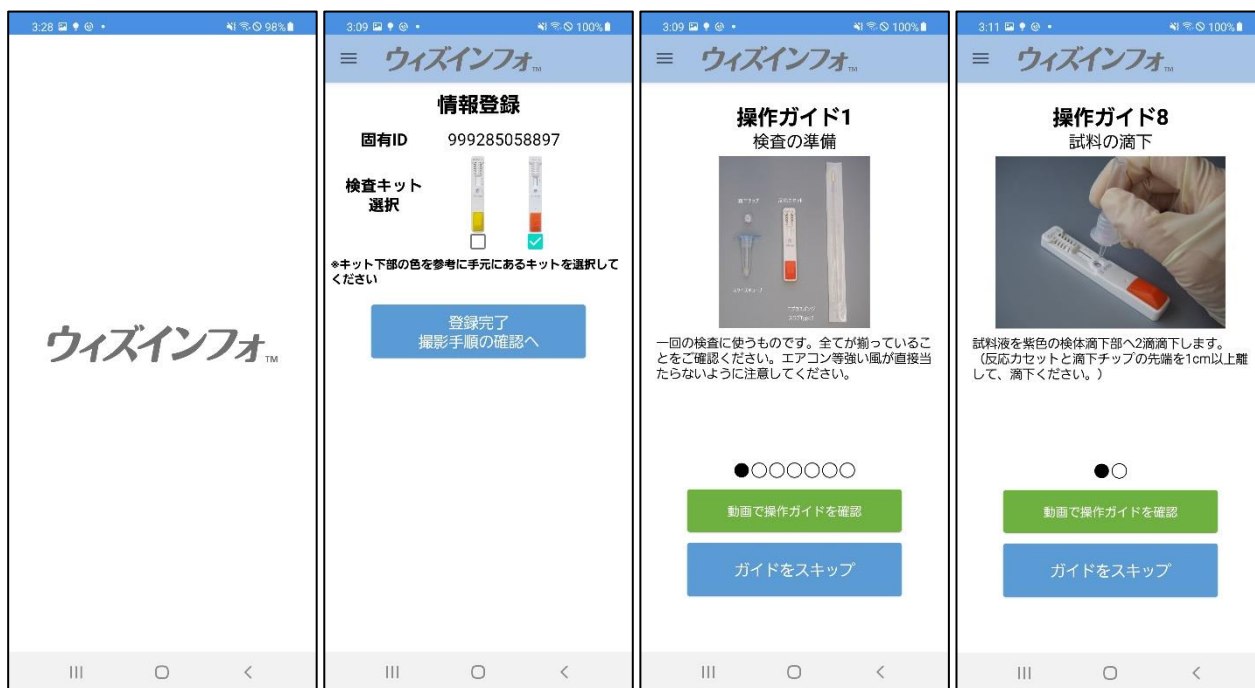 3:28
98%
ウィズインフォ TM
3:09
100%
ウィズインフォ TM
情報登録
固有ID 999285058897
検査キット
選択
※キット下部の色を参考に手元にあるキットを選択して
ください
登録完了
撮影手順の確認へ
3:09
100%
ウィズインフォ TM
操作ガイド1
検査の準備
一回の検査に使うものです。全てが揃っているこ
とをご確認ください。エアコン等強い風が直接当
たらないように注意してください。
動画で操作ガイドを確認
ガイドをスキップ
3:11
100%
ウィズインフォ TM
操作ガイド8
試料の滴下
試料液を紫色の検体滴下部へ2滴滴下します。
（反応カセットと滴下チップの先端を1cm以上離
して、滴下ください。）
動画で操作ガイドを確認
ガイドをスキップ